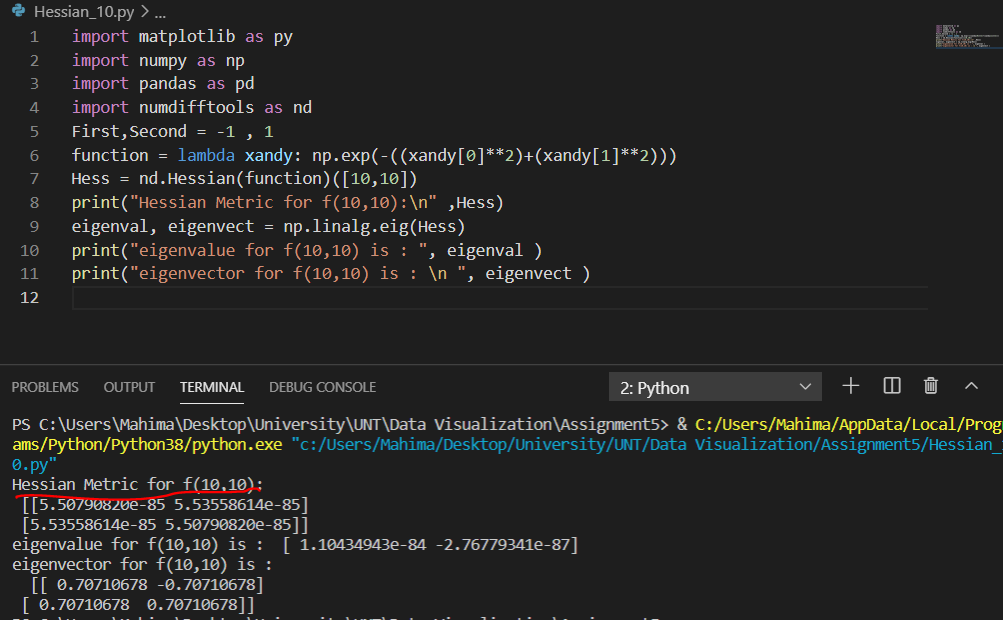 Hessian_10.py > ...
1 import matplotlib as py
2 import numpy as np
3 import pandas as pd
4 import numdifftools as nd
5 First,Second = -1 , 1
6 function = lambda xandy: np.exp(-((xandy[0]**2)+(xandy[1]**2)))
7 Hess = nd.Hessian(function)([10,10])
8 print("Hessian Metric for f(10,10):\n" ,Hess)
9 eigenval, eigenvect = np.linalg.eig(Hess)
10 print("eigenvalue for f(10,10) is : ", eigenval )
11 print("eigenvector for f(10,10) is : \n ", eigenvect )
12
PROBLEMS OUTPUT TERMINAL DEBUG CONSOLE 2: Python
PS C:\Users\Mahima\Desktop\University\UNT\Data Visualization\Assignment5> & C:/Users/Mahima/AppData/Local/Progr
ams/Python/Python38/python.exe "c:/Users/Mahima/Desktop/University/UNT/Data Visualization/Assignment5/Hessian_
0.py"
Hessian Metric for f(10,10):
[[5.50790820e-85 5.53558614e-85]
[5.53558614e-85 5.50790820e-85]]
eigenvalue for f(10,10) is : [ 1.10434943e-84 -2.76779341e-87]
eigenvector for f(10,10) is :
[[ 0.70710678 -0.70710678]
[ 0.70710678 0.70710678]]